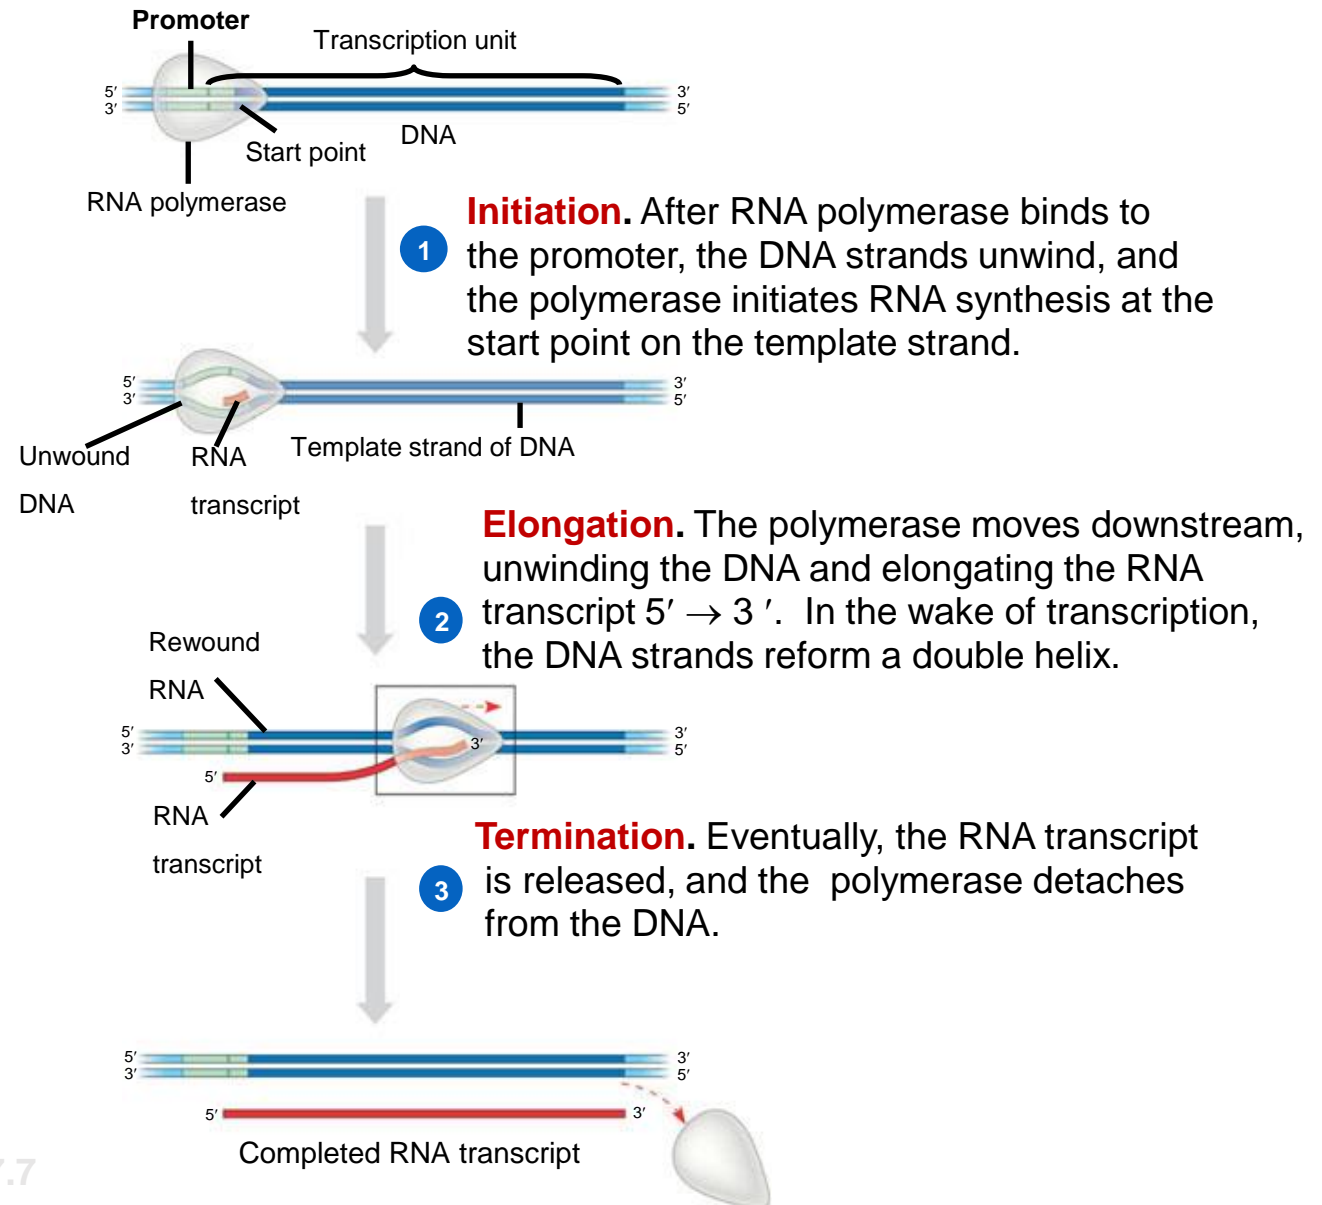 Promoter
Transcription unit
5′ 3′
3′ 5′
DNA
Start point
RNA polymerase
1
Initiation. After RNA polymerase binds to
the promoter, the DNA strands unwind, and
the polymerase initiates RNA synthesis at the
start point on the template strand.
5′ 3′
3′ 5′
Template strand of DNA
Unwound
DNA
RNA
transcript
2
Elongation. The polymerase moves downstream,
unwinding the DNA and elongating the RNA
transcript 5′ → 3 ′. In the wake of transcription,
the DNA strands reform a double helix.
Rewound
RNA
5′ 3′
3′ 5′
3′
5′
RNA
transcript
3
Termination. Eventually, the RNA transcript
is released, and the polymerase detaches
from the DNA.
5′ 3′
3′ 5′
5′ 3′
Completed RNA transcript
.7